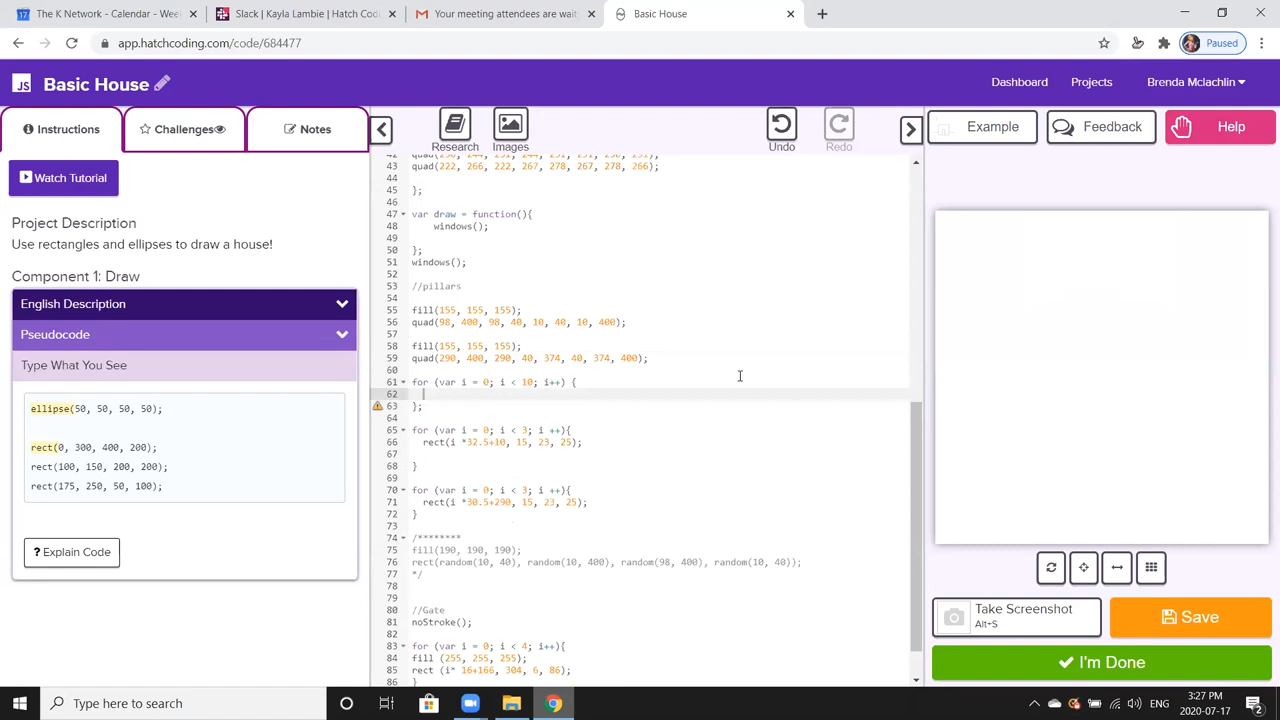 The K Network - Calendar - Wee
Slack | Kayla Lambie | Hatch Cod
Your meeting attendees are wait
Basic House
app.hatchcoding.com/code/684477
Paused
JS Basic House
Dashboard
Projects
Brenda Mclachlin
Instructions
Challenges
Notes
Research
Images
Undo
Redo
Example
Feedback
Help
Watch Tutorial
Project Description
Use rectangles and ellipses to draw a house!
Component 1: Draw
English Description
Pseudocode
Type What You See
ellipse(50, 50, 50, 50);
rect(0, 300, 400, 200);
rect(100, 150, 200, 200);
rect(175, 250, 50, 100);
? Explain Code
43 quad(222, 266, 222, 267, 278, 267, 278, 266);
44
45 };
46
47 var draw = function(){
48 windows();
49
50 };
51 windows();
52
53 //pillars
54
55 fill(155, 155, 155);
56 quad(98, 400, 98, 40, 10, 40, 10, 400);
57
58 fill(155, 155, 155);
59 quad(290, 400, 290, 40, 374, 40, 374, 400);
60
61 for (var i = 0; i < 10; i++) {
62
63 };
64
65 for (var i = 0; i < 3; i ++){
66 rect(i *32.5+10, 15, 23, 25);
67
68 }
69
70 for (var i = 0; i < 3; i ++){
71 rect(i *30.5+290, 15, 23, 25);
72 }
73
74 /********
75 fill(190, 190, 190);
76 rect(random(10, 40), random(10, 400), random(98, 400), random(10, 40));
77 */
78
79
80 //Gate
81 noStroke();
82
83 for (var i = 0; i < 4; i++){
84 fill (255, 255, 255);
85 rect (i* 16+166, 304, 6, 86);
86 }
Take Screenshot
Alt+S
Save
I'm Done
Type here to search
ENG
3:27 PM
2020-07-17
2